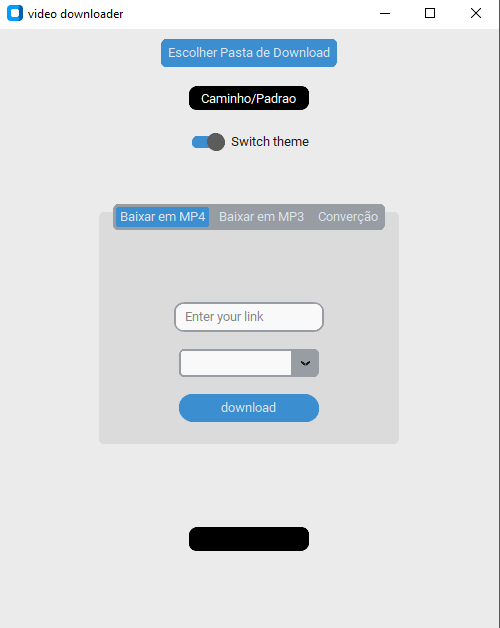 video downloader
Escolher Pasta de Download
Caminho/Padrao
Switch theme
Baixar em MP4 Baixar em MP3 Converção
Enter your link
download